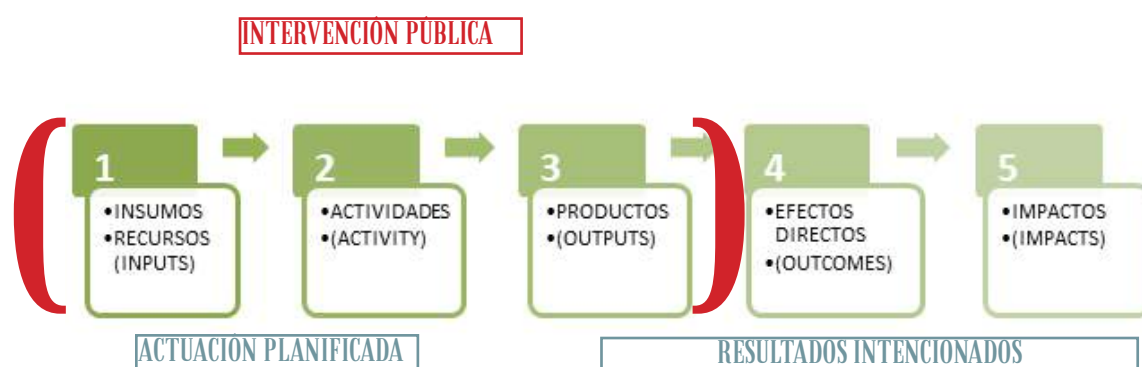 INTERVENCIÓN PÚBLICA
1
•INSUMOS
•RECURSOS
(INPUTS)
2
•ACTIVIDADES
•(ACTIVITY)
3
•PRODUCTOS
•(OUTPUTS)
4
•EFECTOS
DIRECTOS
•(OUTCOMES)
5
•IMPACTOS
•(IMPACTS)
ACTUACIÓN PLANIFICADA
RESULTADOS INTENCIONADOS